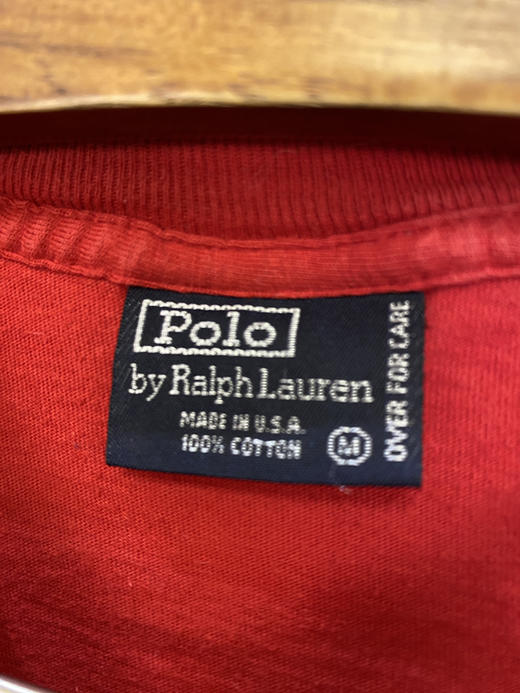 Polo
by Ralph Lauren
MADE IN U.S.A.
100% COTTON
M
OVER FOR CARE